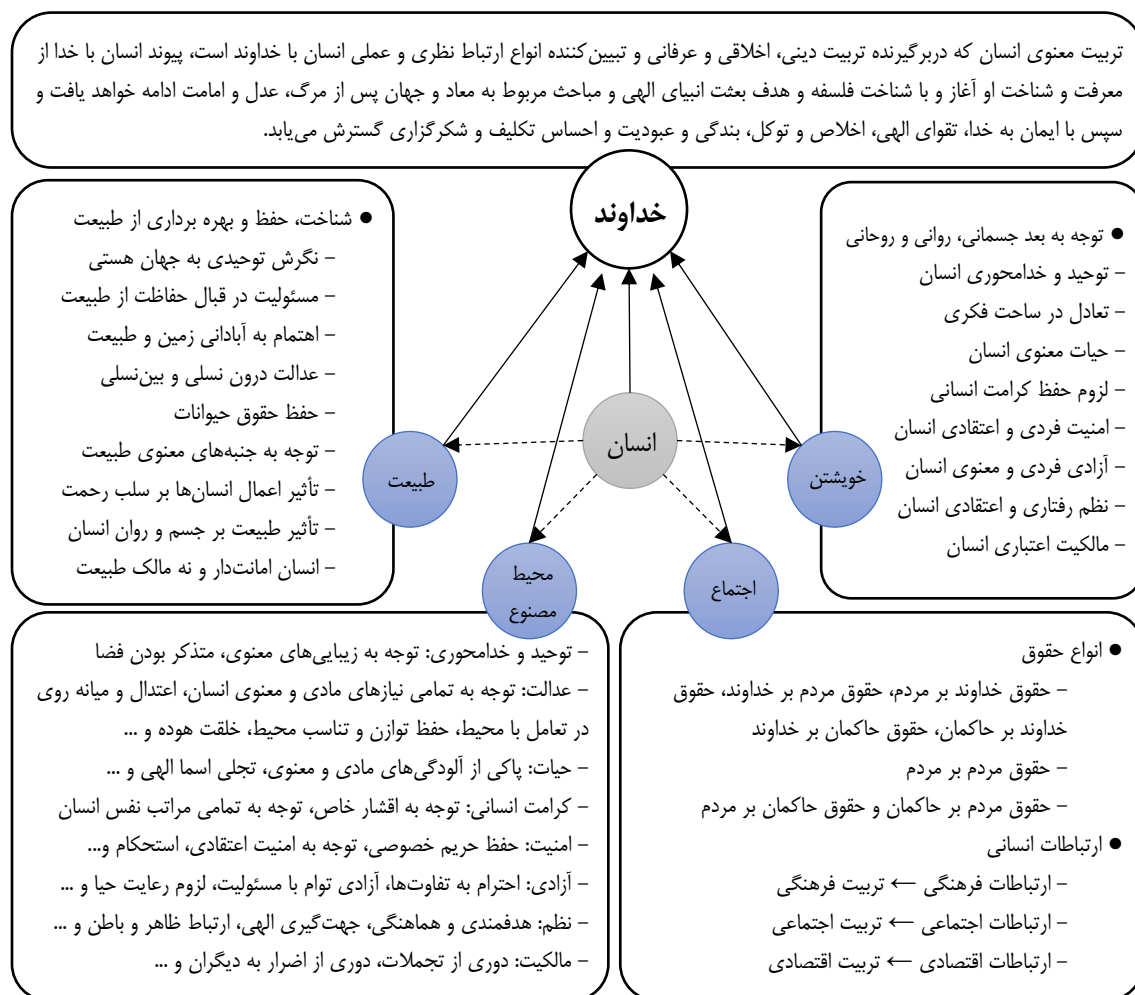 تربیت معنوی انسان که دربرگیرنده تربیت دینی، اخلاقی و عرفانی و تبیین‌کننده انواع ارتباط نظری و عملی انسان با خداوند است، پیوند انسان با خدا از
معرفت و شناخت او آغاز و با شناخت فلسفه و هدف بعثت انبیای الهی و مباحث مربوط به معاد و جهان پس از مرگ، عدل و امامت ادامه خواهد یافت و
سپس با ایمان به خدا، تقوای الهی، اخلاص و توکل، بندگی و عبودیت و احساس تکلیف و شکرگزاری گسترش می‌یابد.
خداوند
● توجه به بعد جسمانی، روانی و روحانی
– توحید و خدامحوری انسان
– تعادل در ساحت فکری
– حیات معنوی انسان
– لزوم حفظ کرامت انسانی
– امنیت فردی و اعتقادی انسان
– آزادی فردی و معنوی انسان
– نظم رفتاری و اعتقادی انسان
– مالکیت اعتباری انسان
● شناخت، حفظ و بهره برداری از طبیعت
– نگرش توحیدی به جهان هستی
– مسئولیت در قبال حفاظت از طبیعت
– اهتمام به آبادانی زمین و طبیعت
– عدالت درون نسلی و بین‌نسلی
– حفظ حقوق حیوانات
– توجه به جنبه‌های معنوی طبیعت
– تأثیر اعمال انسان‌ها بر سلب رحمت
– تأثیر طبیعت بر جسم و روان انسان
– انسان امانت‌دار و نه مالک طبیعت
انسان
خویشتن
طبیعت
اجتماع
محیط
مصنوع
● انواع حقوق
– حقوق خداوند بر مردم، حقوق مردم بر خداوند، حقوق
خداوند بر حاکمان، حقوق حاکمان بر خداوند
– حقوق مردم بر مردم
– حقوق مردم بر حاکمان و حقوق حاکمان بر مردم
● ارتباطات انسانی
– ارتباطات فرهنگی ← تربیت فرهنگی
– ارتباطات اجتماعی ← تربیت اجتماعی
– ارتباطات اقتصادی ← تربیت اقتصادی
– توحید و خدامحوری: توجه به زیبایی‌های معنوی، متذکر بودن فضا
– عدالت: توجه به تمامی نیازهای مادی و معنوی انسان، اعتدال و میانه روی
در تعامل با محیط، حفظ توازن و تناسب محیط، خلقت هوده و ...
– حیات: پاکی از آلودگی‌های مادی و معنوی، تجلی اسما الهی و ...
– کرامت انسانی: توجه به اقشار خاص، توجه به تمامی مراتب نفس انسان
– امنیت: حفظ حریم خصوصی، توجه به امنیت اعتقادی، استحکام و...
– آزادی: احترام به تفاوت‌ها، آزادی توام با مسئولیت، لزوم رعایت حیا و ...
– نظم: هدفمندی و هماهنگی، جهت‌گیری الهی، ارتباط ظاهر و باطن و ...
– مالکیت: دوری از تجملات، دوری از اضرار به دیگران و ...